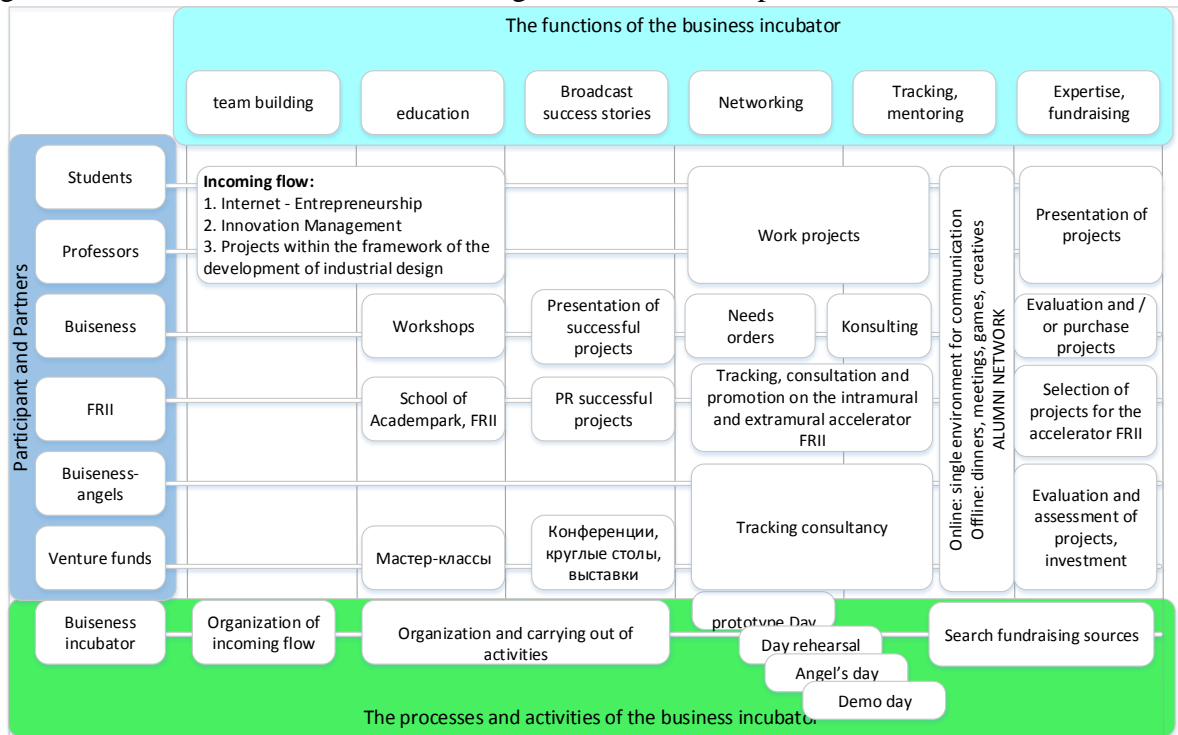 The functions of the business incubator
team building
education
Broadcast
success stories
Networking
Tracking,
mentoring
Expertise,
fundraising
Participant and Partners
Students
Professors
Buiseness
FRII
Buiseness-
angels
Venture funds
Incoming flow:
1. Internet - Entrepreneurship
2. Innovation Management
3. Projects within the framework of the
development of industrial design
Work projects
Presentation of
projects
Workshops
Presentation of
successful
projects
Needs
orders
Konsulting
Evaluation and /
or purchase
projects
School of
Academpark, FRII
PR successful
projects
Tracking, consultation and
promotion on the intramural
and extramural accelerator
FRII
Selection of
projects for the
accelerator FRII
Tracking consultancy
Evaluation and
assessment of
projects,
investment
Мастер-классы
Конференции,
круглые столы,
выставки
Online: single environment for communication
Offline: dinners, meetings, games, creatives
ALUMNI NETWORK
Buiseness
incubator
Organization of
incoming flow
Organization and carrying out of
activities
prototype Day
Day rehearsal
Angel's day
Demo day
Search fundraising sources
The processes and activities of the business incubator